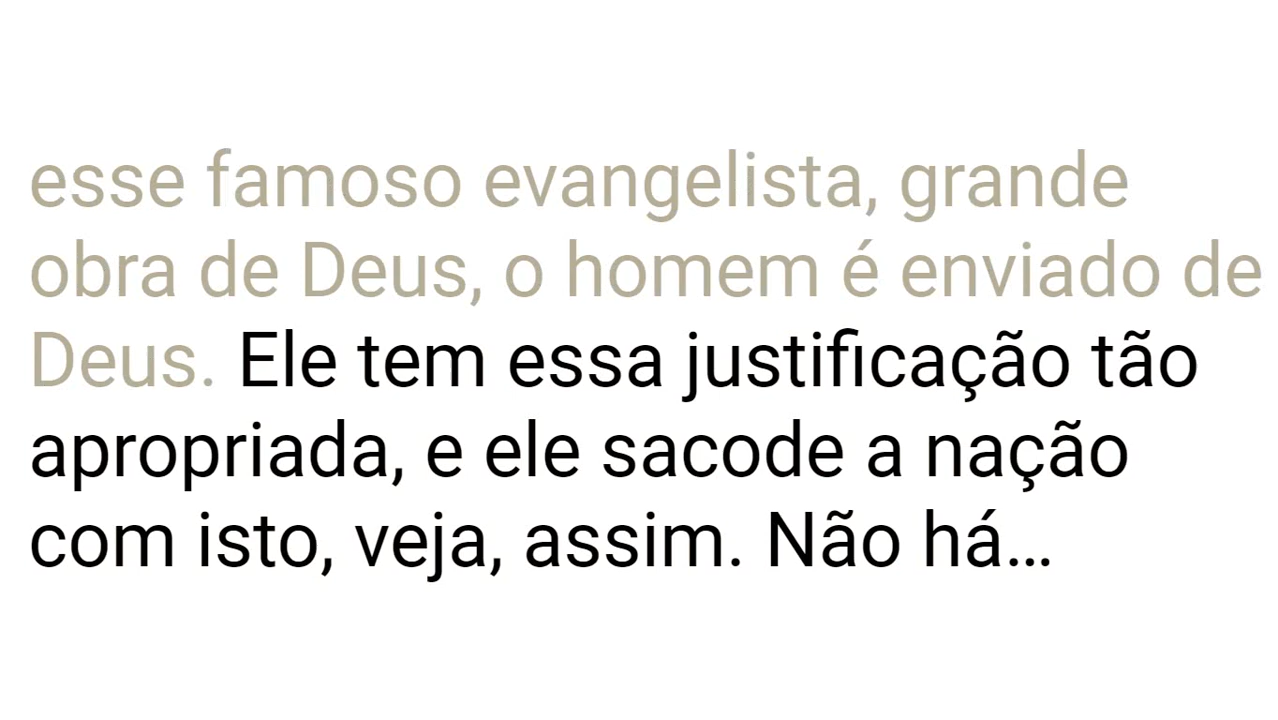 esse famoso evangelista, grande
obra de Deus, o homem é enviado de
Deus. Ele tem essa justificação tão
apropriada, e ele sacode a nação
com isto, veja, assim. Não há…